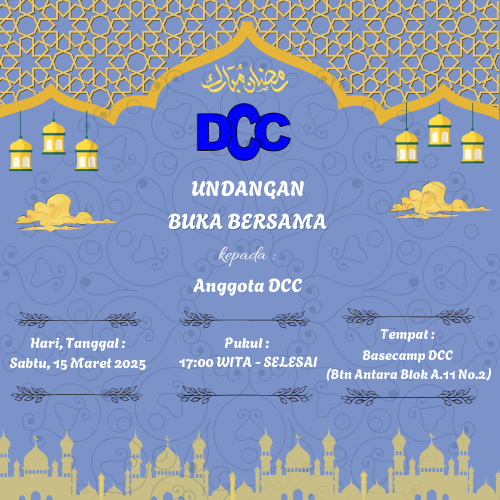 رمضان مبارك
DCC
UNDANGAN
BUKA BERSAMA
kepada :
Anggota DCC
Hari, Tanggal :
Sabtu, 15 Maret 2025
Pukul :
17:00 WITA - SELESAI
Tempat :
Basecamp DCC
(Btn Antara Blok A.11 No.2)